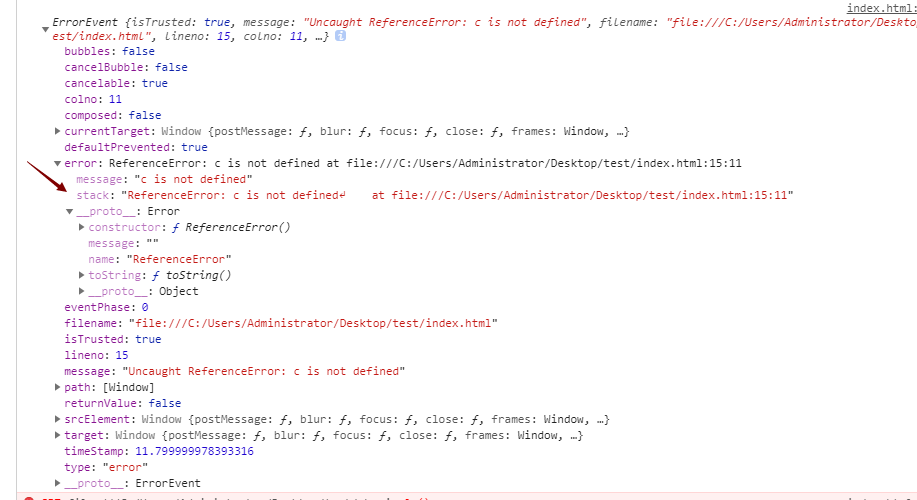 index.html:
ErrorEvent {isTrusted: true, message: "Uncaught ReferenceError: c is not defined", filename: "file:///C:/Users/Administrator/Deskto
est/index.html", lineno: 15, colno: 11, …}
bubbles: false
cancelBubble: false
cancelable: true
colno: 11
composed: false
currentTarget: Window {postMessage: ƒ, blur: ƒ, focus: ƒ, close: ƒ, frames: Window, …}
defaultPrevented: true
error: ReferenceError: c is not defined at file:///C:/Users/Administrator/Desktop/test/index.html:15:11
message: "c is not defined"
stack: "ReferenceError: c is not defined↵    at file:///C:/Users/Administrator/Desktop/test/index.html:15:11"
__proto__: Error
constructor: ƒ ReferenceError()
message: ""
name: "ReferenceError"
toString: ƒ toString()
__proto__: Object
eventPhase: 0
filename: "file:///C:/Users/Administrator/Desktop/test/index.html"
isTrusted: true
lineno: 15
message: "Uncaught ReferenceError: c is not defined"
path: [Window]
returnValue: false
srcElement: Window {postMessage: ƒ, blur: ƒ, focus: ƒ, close: ƒ, frames: Window, …}
target: Window {postMessage: ƒ, blur: ƒ, focus: ƒ, close: ƒ, frames: Window, …}
timeStamp: 11.799999978393316
type: "error"
__proto__: ErrorEvent